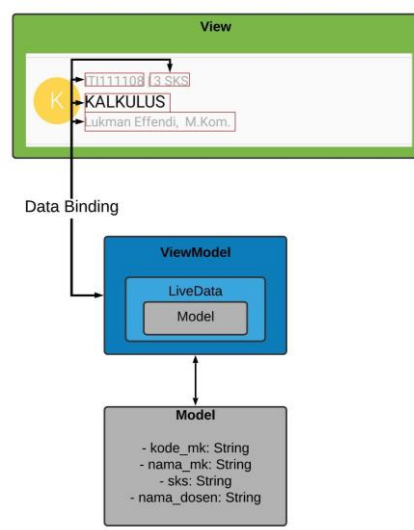 View
K
ITI111108 3 SKS
KALKULUS
Lukman Effendi, M.Kom.
Data Binding
ViewModel
LiveData
Model
Model
- kode_mk: String
- nama_mk: String
- sks: String
- nama_dosen: String